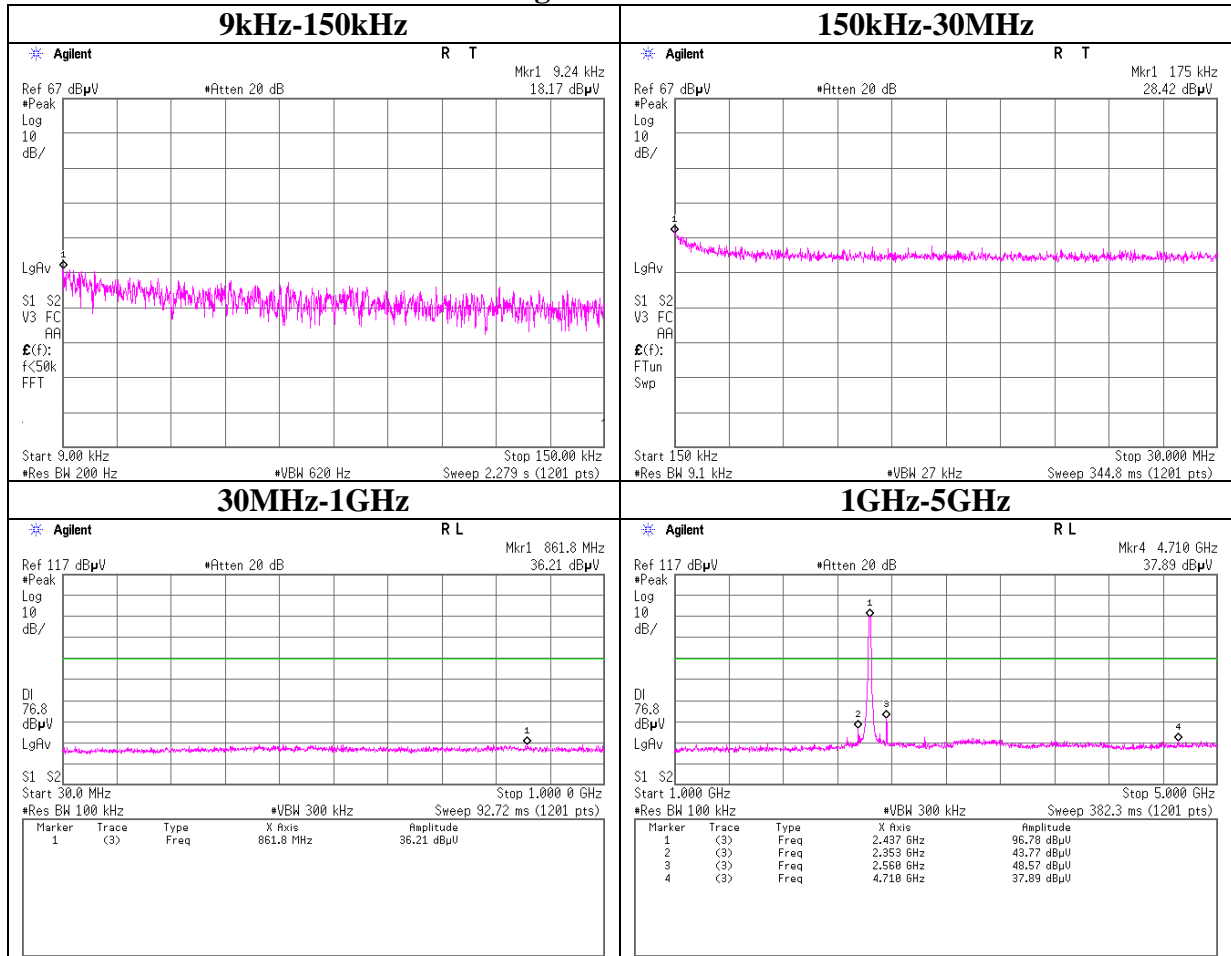 9kHz-150kHz
Agilent
R T
Mkr1 9.24 kHz
Ref 67 dBµV #Atten 20 dB 18.17 dBµV
#Peak
Log
10
dB/
1
LgAv
S1 S2
V3 FC
AA
£(f):
f<50k
FFT
Start 9.00 kHz Stop 150.00 kHz
#Res BW 200 Hz #VBW 620 Hz Sweep 2.279 s (1201 pts)
150kHz-30MHz
Agilent
R T
Mkr1 175 kHz
Ref 67 dBµV #Atten 20 dB 28.42 dBµV
#Peak
Log
10
dB/
1
LgAv
S1 S2
V3 FC
AA
£(f):
FTun
Swp
Start 150 kHz Stop 30.000 MHz
#Res BW 9.1 kHz #VBW 27 kHz Sweep 344.8 ms (1201 pts)
30MHz-1GHz
Agilent
R L
Mkr1 861.8 MHz
Ref 117 dBµV #Atten 20 dB 36.21 dBµV
#Peak
Log
10
dB/
DI
76.8
dBµV
1
LgAv
S1 S2
Start 30.0 MHz Stop 1.000 0 GHz
#Res BW 100 kHz #VBW 300 kHz Sweep 92.72 ms (1201 pts)
Marker Trace Type X Axis Amplitude
1 (3) Freq 861.8 MHz 36.21 dBµV
1GHz-5GHz
Agilent
R L
Mkr4 4.710 GHz
Ref 117 dBµV #Atten 20 dB 37.89 dBµV
#Peak
Log
10
dB/
1
DI
76.8
dBµV
2 3
4
LgAv
S1 S2
Start 1.000 GHz Stop 5.000 GHz
#Res BW 100 kHz #VBW 300 kHz Sweep 382.3 ms (1201 pts)
Marker Trace Type X Axis Amplitude
1 (3) Freq 2.437 GHz 96.78 dBµV
2 (3) Freq 2.353 GHz 43.77 dBµV
3 (3) Freq 2.560 GHz 48.57 dBµV
4 (3) Freq 4.710 GHz 37.89 dBµV